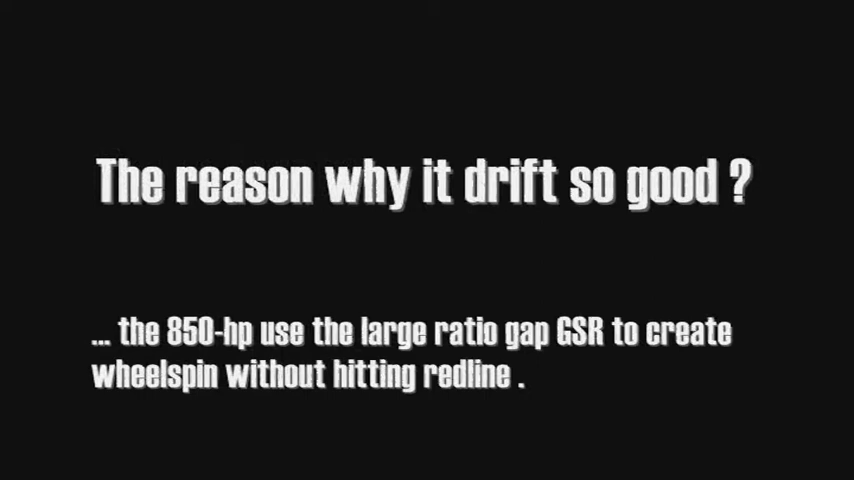 The reason why it drift so good ?
... the 850-hp use the large ratio gap GSR to create
wheelspin without hitting redline .